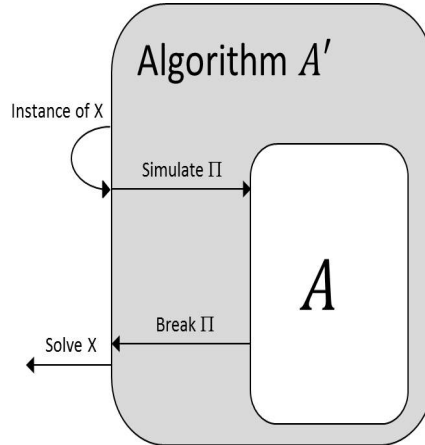 Algorithm A′
Instance of X
Simulate Π
A
Break Π
Solve X